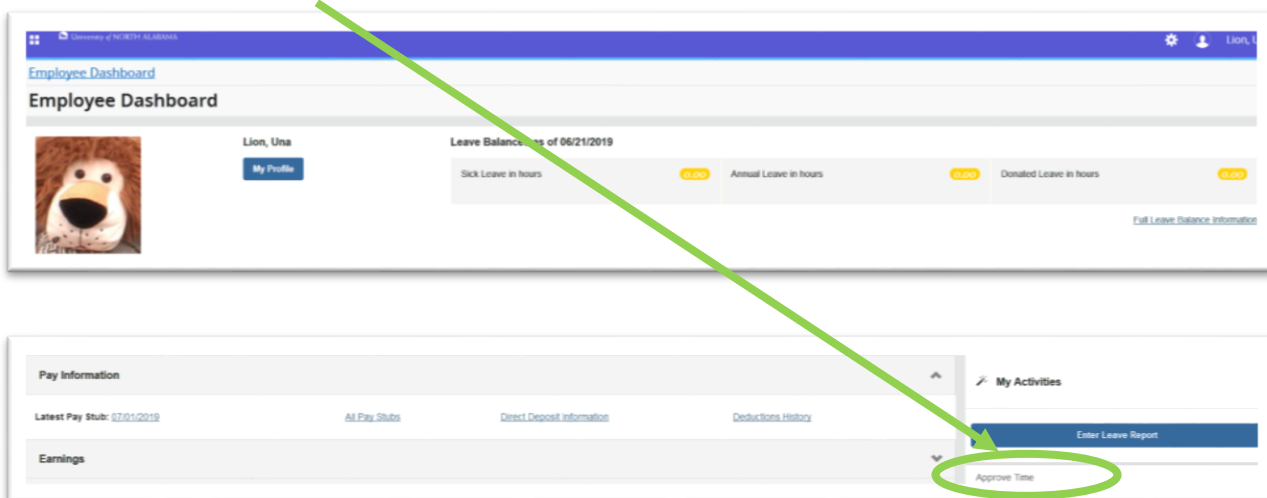 University of NORTH ALABAMA
Lion, U
Employee Dashboard
Employee Dashboard
Lion, Una
My Profile
Leave Balances as of 06/21/2019
Sick Leave in hours
0.00
Annual Leave in hours
0.00
Donated Leave in hours
0.00
Full Leave Balance Information
Pay Information
Latest Pay Stub: 07/01/2019
All Pay Stubs
Direct Deposit Information
Deductions History
Earnings
My Activities
Enter Leave Report
Approve Time